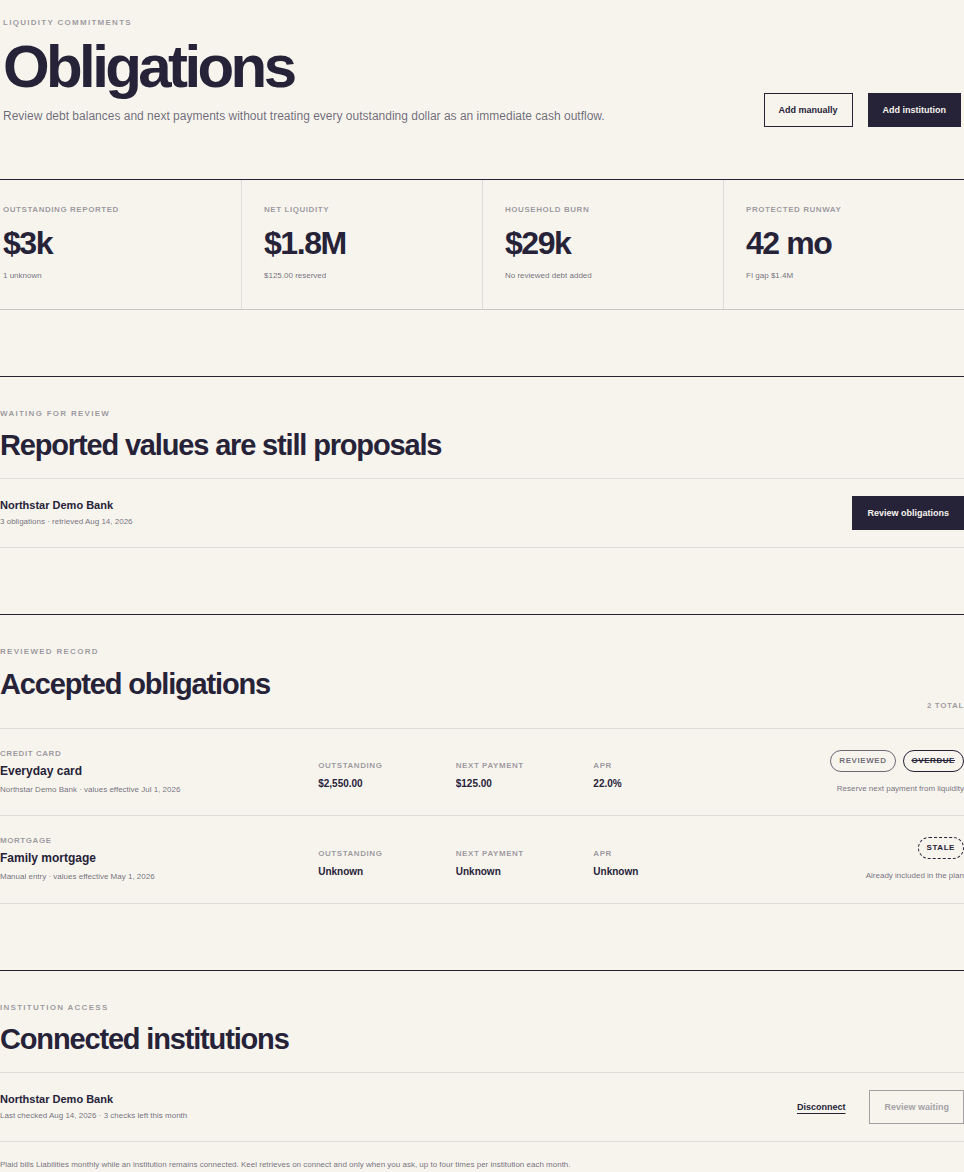 LIQUIDITY COMMITMENTS
Obligations
Review debt balances and next payments without treating every outstanding dollar as an immediate cash outflow.
Add manually
Add institution
OUTSTANDING REPORTED
$3k
1 unknown
NET LIQUIDITY
$1.8M
$125.00 reserved
HOUSEHOLD BURN
$29k
No reviewed debt added
PROTECTED RUNWAY
42 mo
FI gap $1.4M
WAITING FOR REVIEW
Reported values are still proposals
Northstar Demo Bank
3 obligations · retrieved Aug 14, 2026
Review obligations
REVIEWED RECORD
Accepted obligations
2 TOTAL
CREDIT CARD
Everyday card
Northstar Demo Bank · values effective Jul 1, 2026
OUTSTANDING
$2,550.00
NEXT PAYMENT
$125.00
APR
22.0%
REVIEWED
OVERDUE
Reserve next payment from liquidity
MORTGAGE
Family mortgage
Manual entry · values effective May 1, 2026
OUTSTANDING
Unknown
NEXT PAYMENT
Unknown
APR
Unknown
STALE
Already included in the plan
INSTITUTION ACCESS
Connected institutions
Northstar Demo Bank
Last checked Aug 14, 2026 · 3 checks left this month
Disconnect
Review waiting
Plaid bills Liabilities monthly while an institution remains connected. Keel retrieves on connect and only when you ask, up to four times per institution each month.